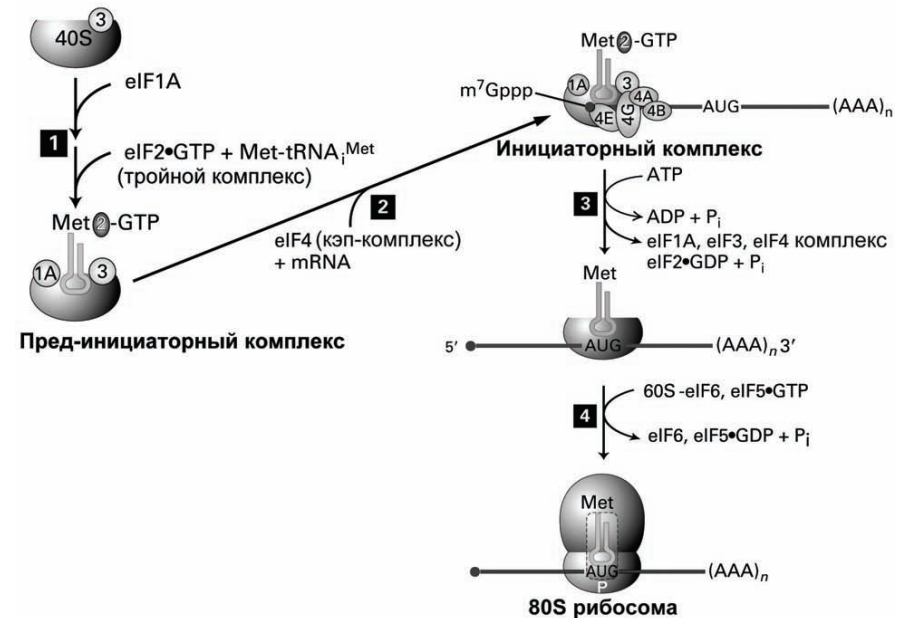 3
40S
eIF1A
1
eIF2•GTP + Met-tRNAᵢᴹᵉᵗ
(тройной комплекс)
Met 2-GTP
1A 3
Пред-инициаторный комплекс
2
eIF4 (кэп-комплекс)
+ mRNA
Met 2-GTP
m⁷Gppp
1A 3 4A
4E 4G 4B
AUG (AAA)ₙ
Инициаторный комплекс
3
ATP
ADP + Pᵢ
eIF1A, eIF3, eIF4 комплекс
eIF2•GDP + Pᵢ
Met
5′ AUG (AAA)ₙ 3′
4
60S -eIF6, eIF5•GTP
eIF6, eIF5•GDP + Pᵢ
Met
AUG (AAA)ₙ
P
80S рибосома